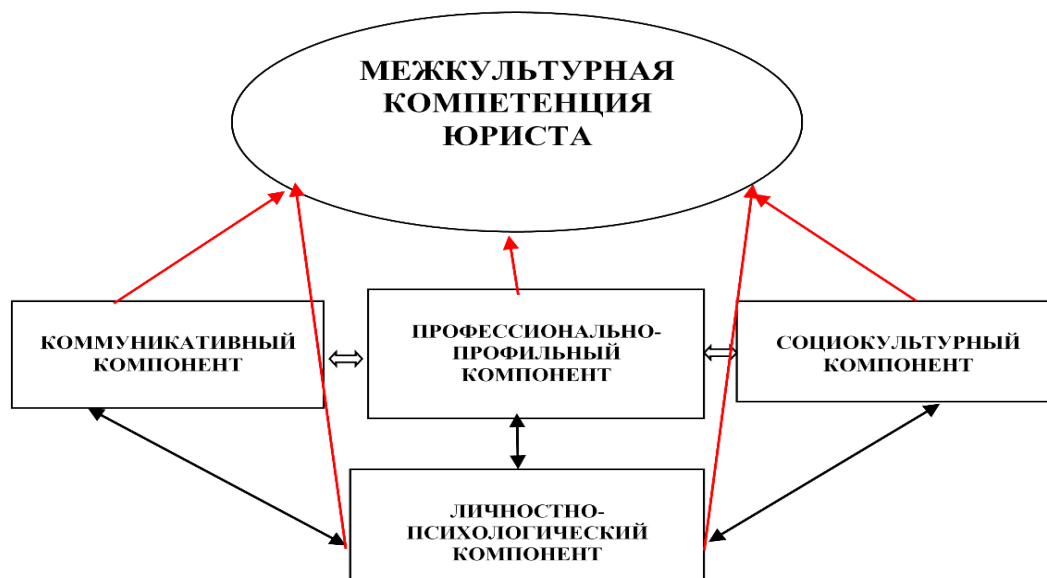 МЕЖКУЛЬТУРНАЯ
КОМПЕТЕНЦИЯ
ЮРИСТА
КОММУНИКАТИВНЫЙ
КОМПОНЕНТ
ПРОФЕССИОНАЛЬНО-
ПРОФИЛЬНЫЙ
КОМПОНЕНТ
СОЦИОКУЛЬТУРНЫЙ
КОМПОНЕНТ
ЛИЧНОСТНО-
ПСИХОЛОГИЧЕСКИЙ
КОМПОНЕНТ